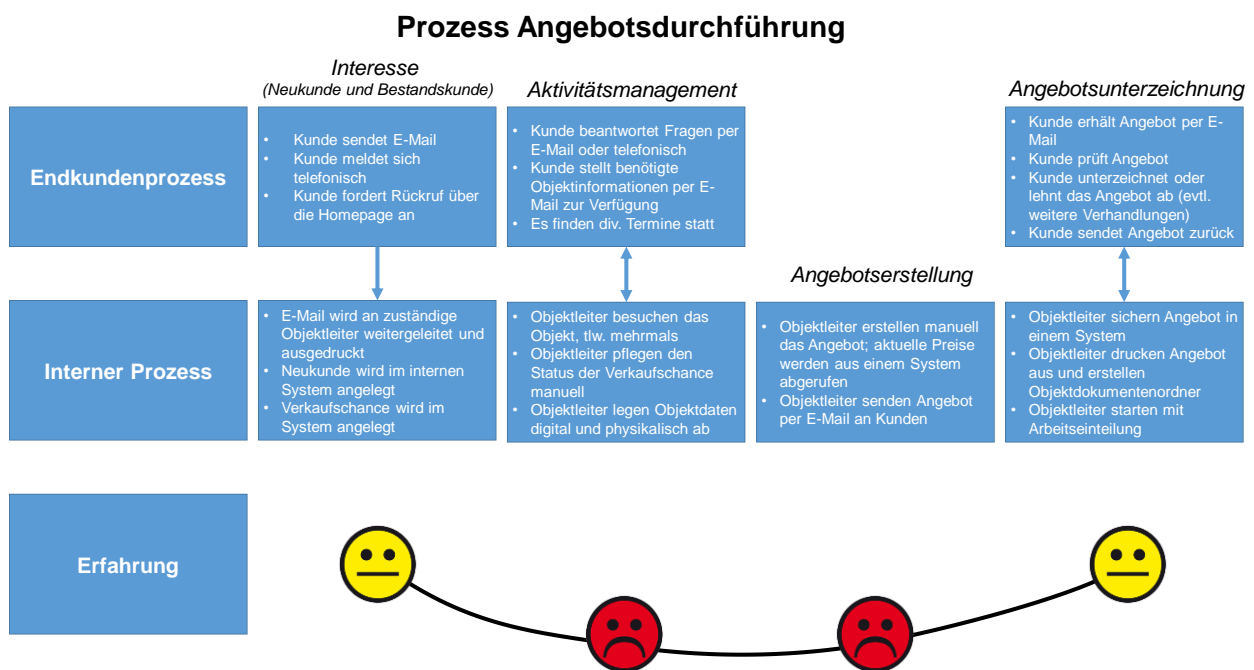 Prozess Angebotsdurchführung
Interesse
(Neukunde und Bestandskunde)
Aktivitätsmanagement
Angebotsunterzeichnung
Endkundenprozess
• Kunde sendet E-Mail
• Kunde meldet sich
telefonisch
• Kunde fordert Rückruf über
die Homepage an
• Kunde beantwortet Fragen per
E-Mail oder telefonisch
• Kunde stellt benötigte
Objektinformationen per E-
Mail zur Verfügung
• Es finden div. Termine statt
• Kunde erhält Angebot per E-
Mail
• Kunde prüft Angebot
• Kunde unterzeichnet oder
lehnt das Angebot ab (evtl.
weitere Verhandlungen)
• Kunde sendet Angebot zurück
Angebotserstellung
Interner Prozess
• E-Mail wird an zuständige
Objektleiter weitergeleitet und
ausgedruckt
• Neukunde wird im internen
System angelegt
• Verkaufschance wird im
System angelegt
• Objektleiter besuchen das
Objekt, tlw. mehrmals
• Objektleiter pflegen den
Status der Verkaufschance
manuell
• Objektleiter legen Objektdaten
digital und physikalisch ab
• Objektleiter erstellen manuell
das Angebot; aktuelle Preise
werden aus einem System
abgerufen
• Objektleiter senden Angebot
per E-Mail an Kunden
• Objektleiter sichern Angebot in
einem System
• Objektleiter drucken Angebot
aus und erstellen
Objektdokumentenordner
• Objektleiter starten mit
Arbeitseinteilung
Erfahrung